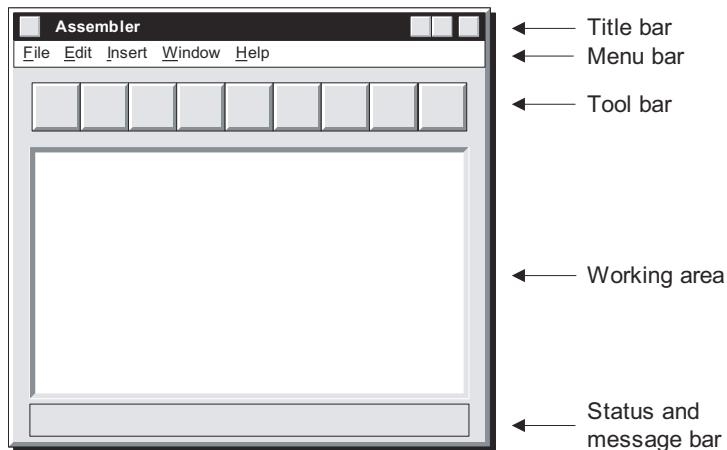 Assembler
File Edit Insert Window Help
Title bar
Menu bar
Tool bar
Working area
Status and
message bar